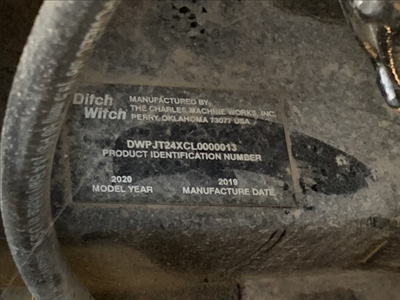 Ditch Witch
MANUFACTURED BY:
THE CHARLES MACHINE WORKS, INC.
PERRY, OKLAHOMA 73077 USA
DWPJT24XCL0000013
PRODUCT IDENTIFICATION NUMBER
2020 2019
MODEL YEAR MANUFACTURE DATE